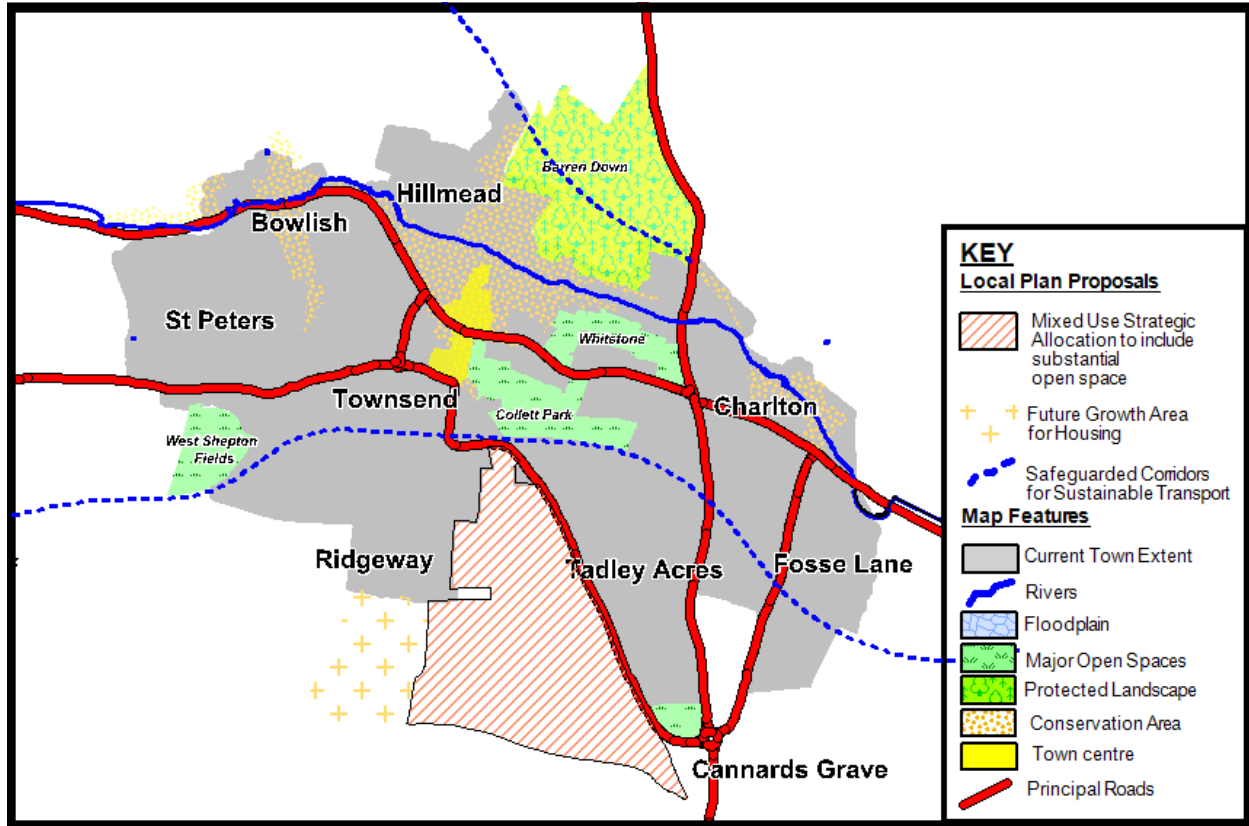 Barren Down
Hillmead
Bowlish
St Peters
Whitstone
Townsend
Collett Park
Charlton
West Shepton
Fields
Ridgeway
Tadley Acres
Fosse Lane
Cannards Grave
KEY
Local Plan Proposals
Mixed Use Strategic
Allocation to include
substantial
open space
Future Growth Area
for Housing
Safeguarded Corridors
for Sustainable Transport
Map Features
Current Town Extent
Rivers
Floodplain
Major Open Spaces
Protected Landscape
Conservation Area
Town centre
Principal Roads